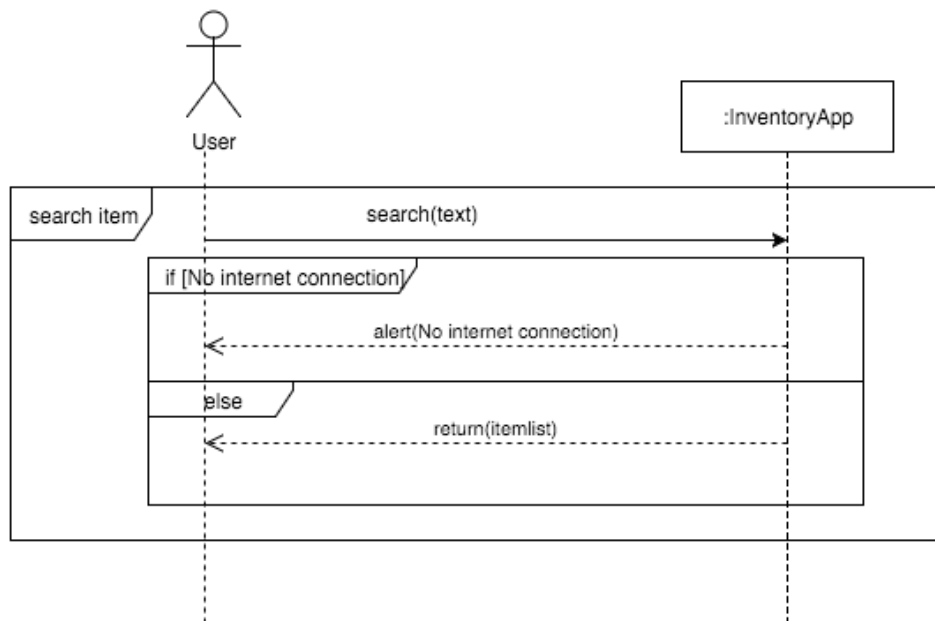 User
:InventoryApp
search item
search(text)
if [No internet connection]
alert(No internet connection)
else
return(itemlist)